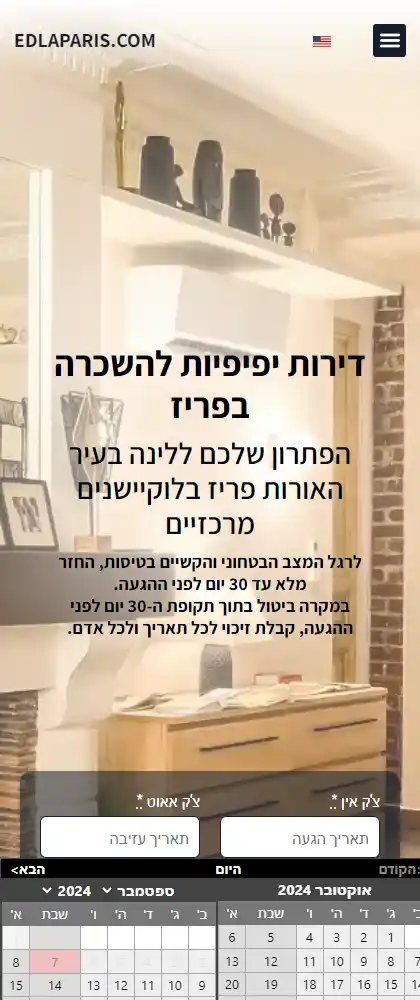 EDLAPARIS.COM
דירות יפיפיות להשכרה
בפריז
הפתרון שלכם ללינה בעיר
האורות פריז בלוקיישנים
מרכזיים
לרגל המצב הבטחוני והקשיים בטיסות, החזר
מלא עד 30 יום לפני ההגעה.
במקרה ביטול בתוך תקופת ה-30 יום לפני
ההגעה, קבלת זיכוי לכל תאריך ולכל אדם.
צ'ק אין * צ'ק אאוט *
תאריך הגעה תאריך עזיבה
הקודם היום הבא>
אוקטובר 2024 ספטמבר 2024
ב' ג' ד' ה' ו' שבת א' ב' ג' ד' ה' ו' שבת א'
1 2 3 4 5 6
7 8 9 10 11 12 13 7 8
14 15 16 17 18 19 20 9 10 11 12 13 14 15